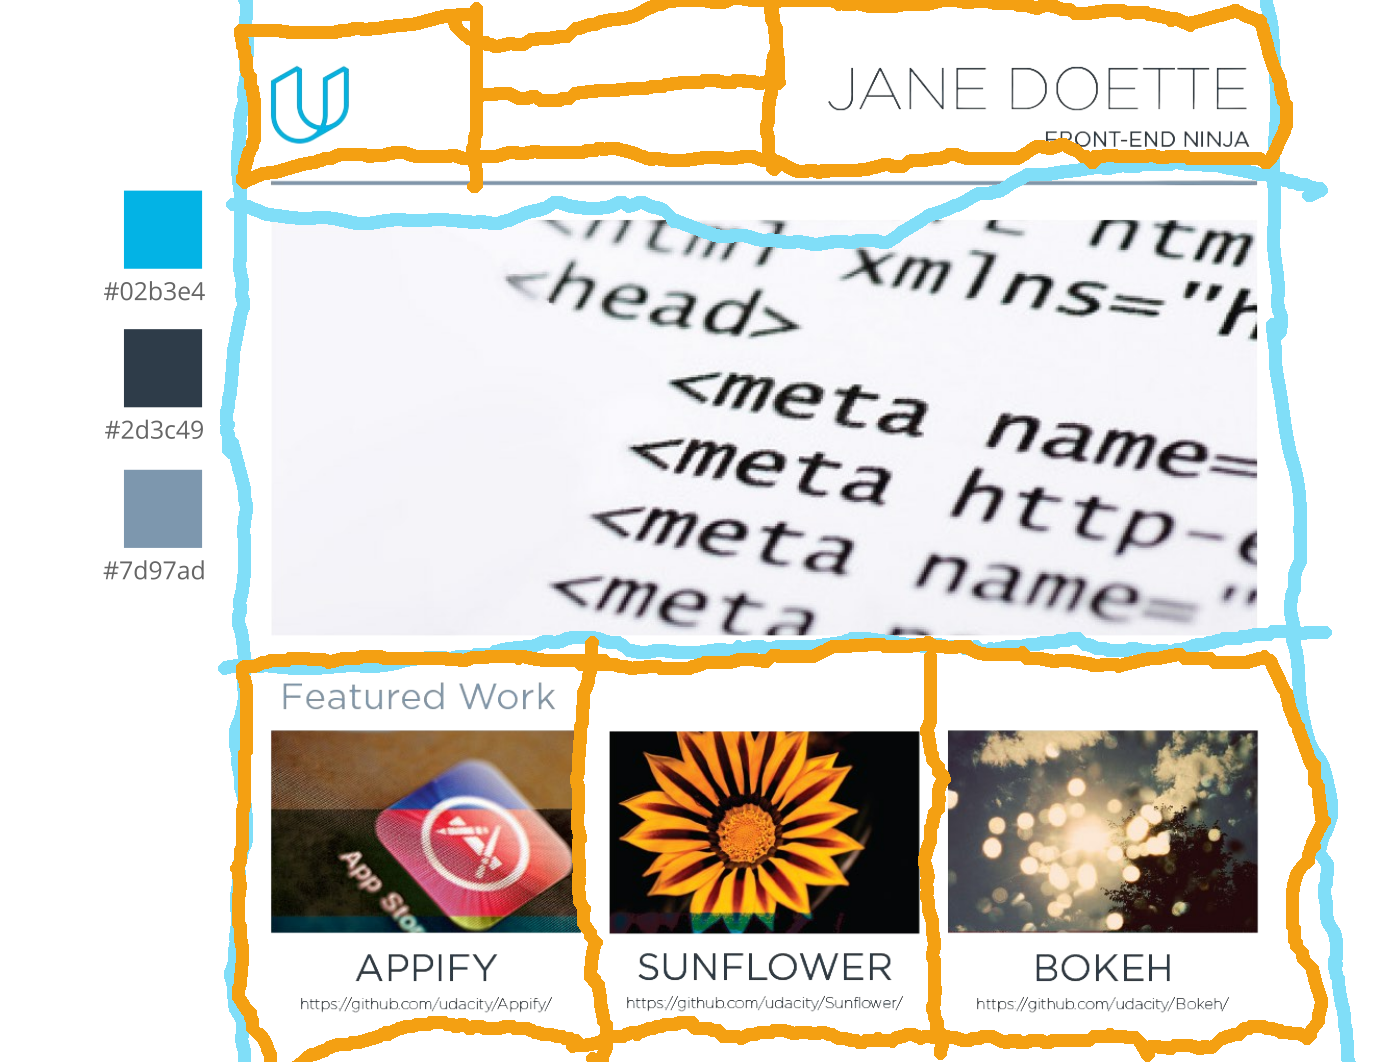 JANE DOETTE
FRONT-END NINJA
#02b3e4
#2d3c49
#7d97ad
<html
html
<head>
xmlns="h
<meta name=
<meta http-e
<meta name="
<meta
Featured Work
App Stor
APPIFY
https://github.com/udacity/Appify/
SUNFLOWER
https://github.com/udacity/Sunflower/
BOKEH
https://github.com/udacity/Bokeh/